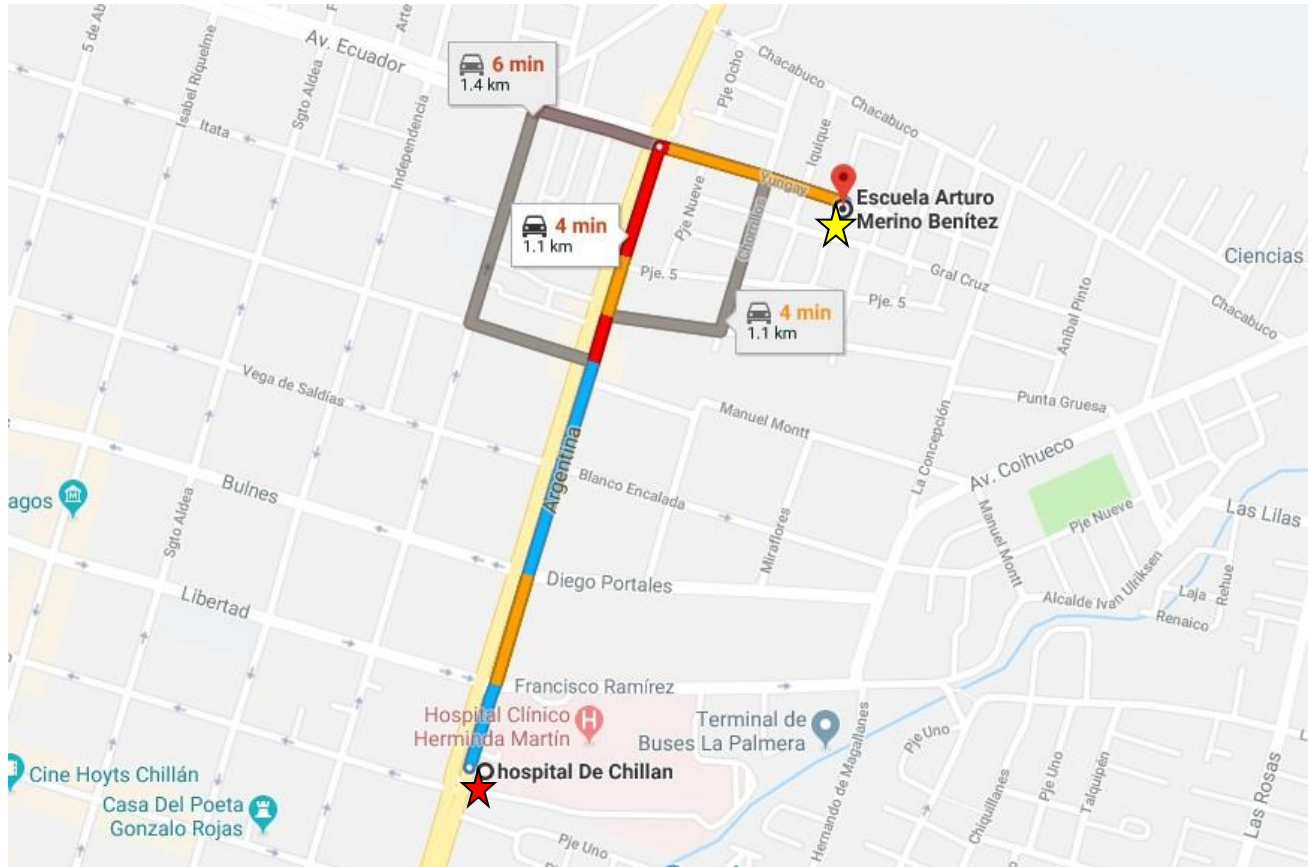 5 de Ab
Isabel Riquelme
Sgto Aldea
Arte
Av. Ecuador
Itata
Independencia
6 min
1.4 km
Pje Ocho
Chacabuco
Chacabuco
Iquique
Yungay
Escuela Arturo
Merino Benítez
Pje Nueve
4 min
1.1 km
Chorrillos
Pje. 5
Gral Cruz
Pje. 5
Ciencias
Chacabuco
Aníbal Pinto
4 min
1.1 km
Vega de Saldias
Manuel Montt
Punta Gruesa
La Concepción
Av. Coihueco
Argentina
Bulnes
Blanco Encalada
agos
Sgto Aldea
Miraflores
Manuel Montt
Pje Nueve
Las Lilas
Diego Portales
Libertad
Alcalde Ivan Ulriksen
Laja
Rehue
Renaico
Francisco Ramírez
Hospital Clínico
Herminda Martín
H
Terminal de
Buses La Palmera
Hernando de Magallanes
Pje Uno
hospital De Chillan
Cine Hoyts Chillán
Casa Del Poeta
Gonzalo Rojas
Pje Uno
Chiquillanes
Pje Uno
Talquipén
Las Rosas
L